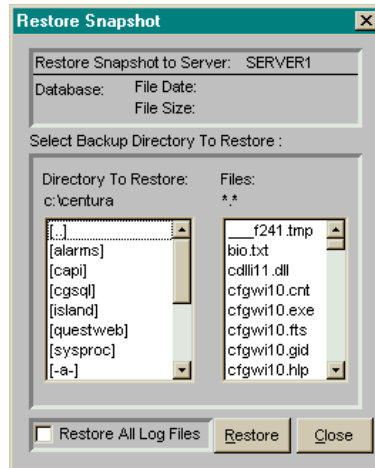 Restore Snapshot
Restore Snapshot to Server: SERVER1
Database: File Date:
File Size:
Select Backup Directory To Restore :
Directory To Restore: Files:
c:\centura *.*
[..] ___f241.tmp
[alarms] bio.txt
[capi] cdlli11.dll
[cgsql] cfgwi10.cnt
[island] cfgwi10.exe
[questweb] cfgwi10.fts
[sysproc] cfgwi10.gid
[-a-] cfgwi10.hlp
Restore All Log Files Restore Close